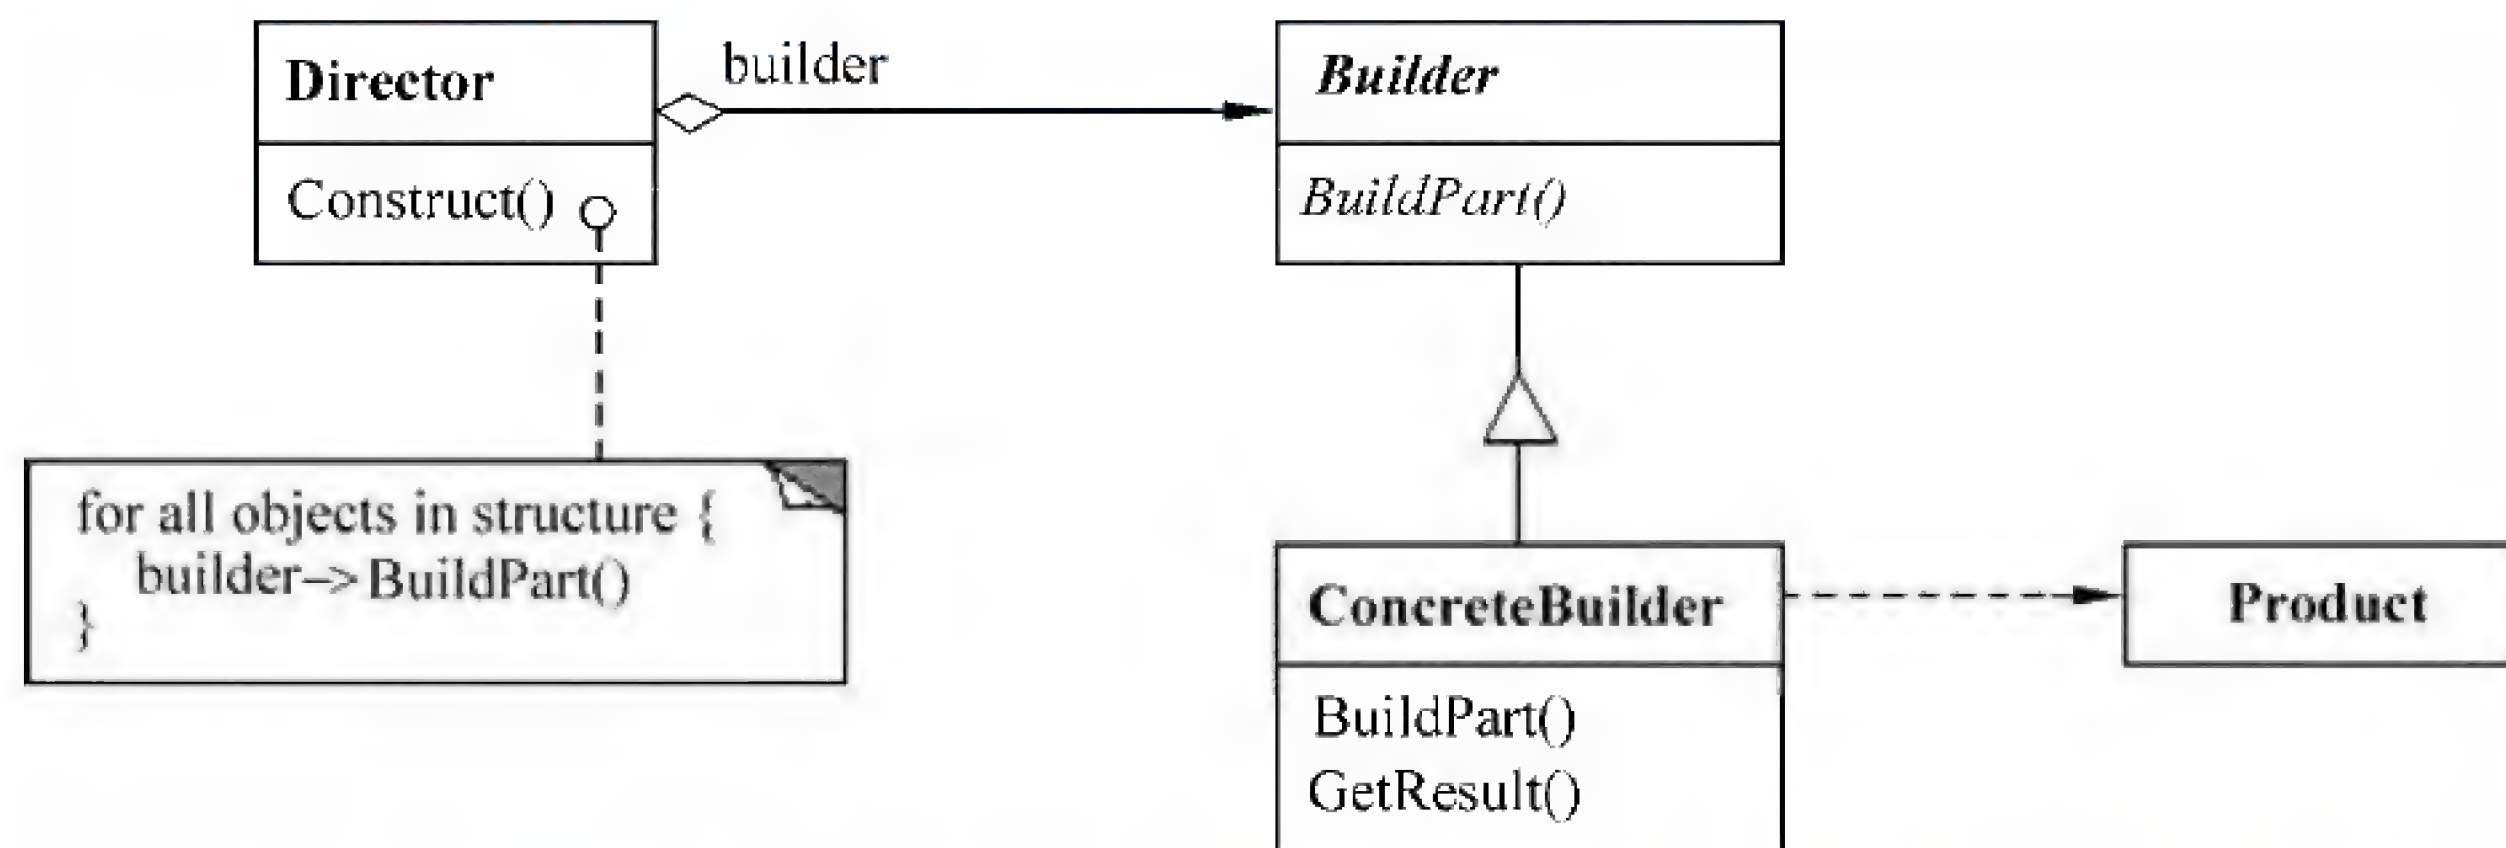 Director
builder
Builder
Construct()
BuildPart()
for all objects in structure {
builder–>BuildPart()
}
ConcreteBuilder
Product
BuildPart()
GetResult()